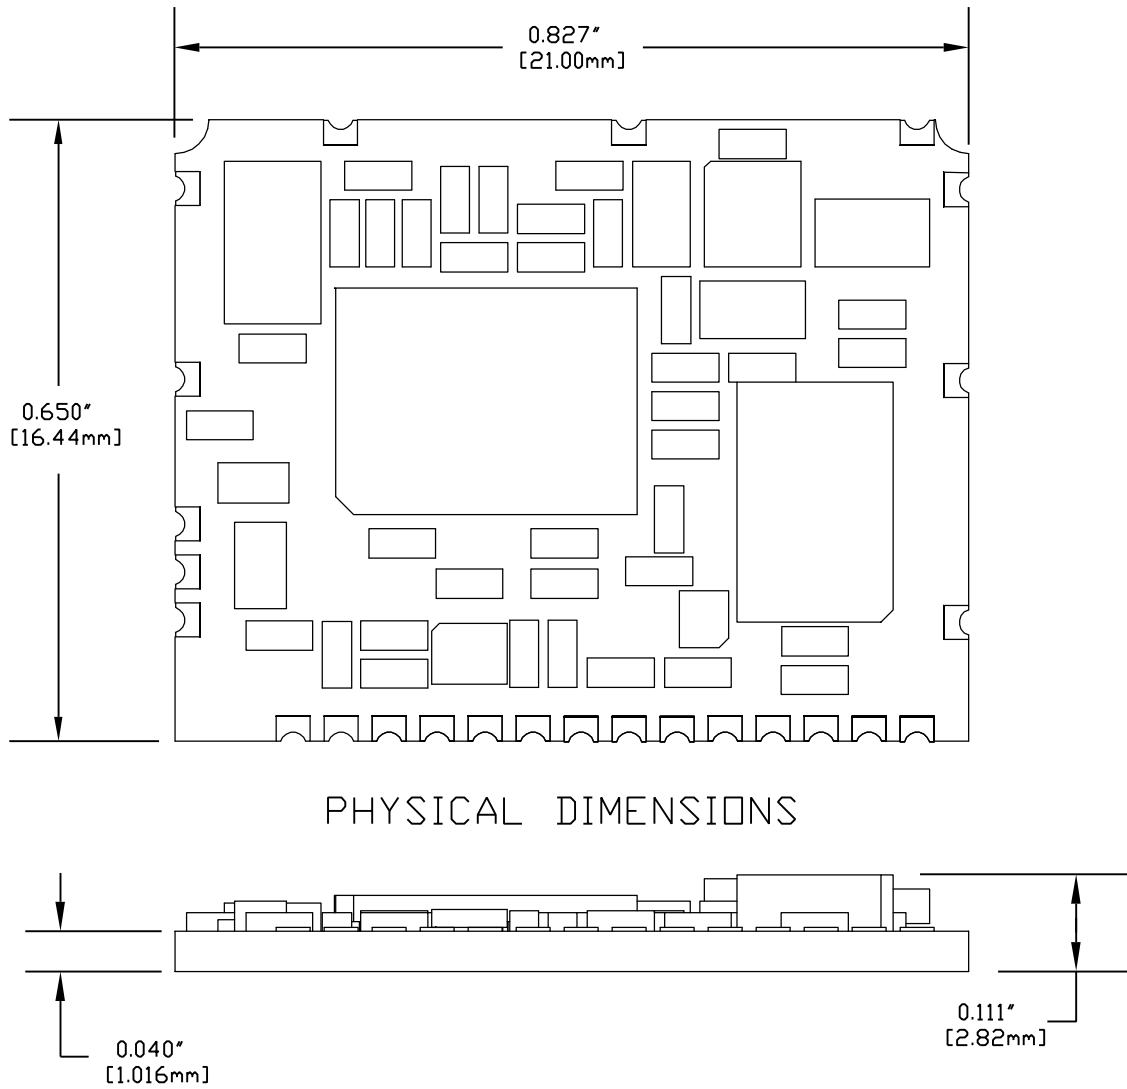 0.827"
[21.00mm]
0.650"
[16.44mm]
PHYSICAL DIMENSIONS
0.111"
[2.82mm]
0.040"
[1.016mm]